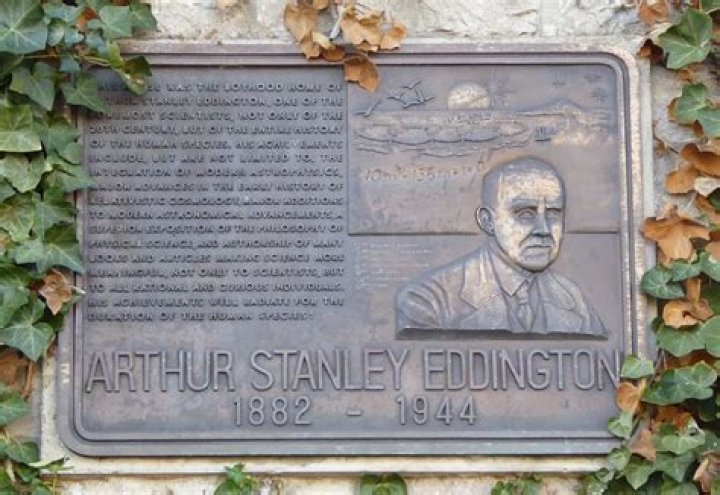 HOUSE WAS THE BOYHOOD HOME OF
ARTHUR STANLEY EDDINGTON, ONE OF THE
FOREMOST SCIENTISTS, NOT ONLY OF THE
20TH CENTURY, BUT OF THE ENTIRE HISTORY
OF THE HUMAN SPECIES. HIS ACHIEVEMENTS
INCLUDE, BUT ARE NOT LIMITED TO, THE
INTEGRATION OF MODERN ASTROPHYSICS,
MAJOR ADVANCES IN THE EARLY HISTORY OF
RELATIVISTIC COSMOLOGY, MAJOR ADDITIONS
TO MODERN ASTRONOMICAL ADVANCEMENTS, A
SUPERIOR EXPOSITION OF THE PHILOSOPHY OF
PHYSICAL SCIENCE, AND AUTHORSHIP OF MANY
BOOKS AND ARTICLES MAKING SCIENCE MORE
MEANINGFUL, NOT ONLY TO SCIENTISTS, BUT
TO ALL RATIONAL AND CURIOUS INDIVIDUALS.
HIS ACHIEVEMENTS WILL RADIATE FOR THE
DURATION OF THE HUMAN SPECIES!
ARTHUR STANLEY EDDINGTON
1882 - 1944